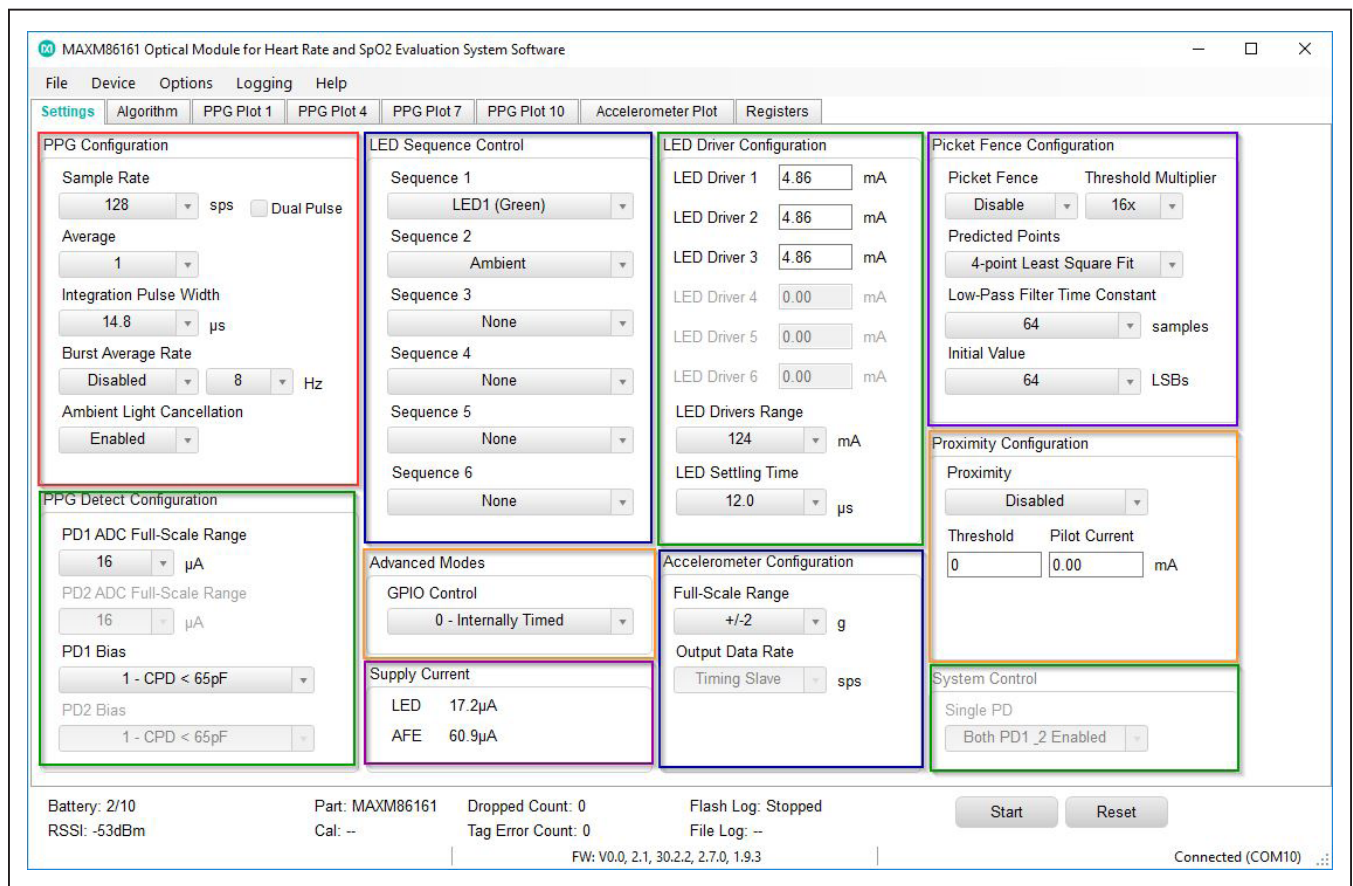 MAXM86161 Optical Module for Heart Rate and SpO2 Evaluation System Software
File Device Options Logging Help
Settings Algorithm PPG Plot 1 PPG Plot 4 PPG Plot 7 PPG Plot 10 Accelerometer Plot Registers
PPG Configuration
Sample Rate
128 sps Dual Pulse
Average
1
Integration Pulse Width
14.8 µs
Burst Average Rate
Disabled 8 Hz
Ambient Light Cancellation
Enabled
PPG Detect Configuration
PD1 ADC Full-Scale Range
16 µA
PD2 ADC Full-Scale Range
16 µA
PD1 Bias
1 - CPD < 65pF
PD2 Bias
1 - CPD < 65pF
LED Sequence Control
Sequence 1
LED1 (Green)
Sequence 2
Ambient
Sequence 3
None
Sequence 4
None
Sequence 5
None
Sequence 6
None
Advanced Modes
GPIO Control
0 - Internally Timed
Supply Current
LED 17.2µA
AFE 60.9µA
LED Driver Configuration
LED Driver 1 4.86 mA
LED Driver 2 4.86 mA
LED Driver 3 4.86 mA
LED Driver 4 0.00 mA
LED Driver 5 0.00 mA
LED Driver 6 0.00 mA
LED Drivers Range
124 mA
LED Settling Time
12.0 µs
Accelerometer Configuration
Full-Scale Range
+/-2 g
Output Data Rate
Timing Slave sps
Picket Fence Configuration
Picket Fence Threshold Multiplier
Disable 16x
Predicted Points
4-point Least Square Fit
Low-Pass Filter Time Constant
64 samples
Initial Value
64 LSBs
Proximity Configuration
Proximity
Disabled
Threshold Pilot Current
0 0.00 mA
System Control
Single PD
Both PD1 _2 Enabled
Battery: 2/10 Part: MAXM86161 Dropped Count: 0 Flash Log: Stopped Start Reset
RSSI: -53dBm Cal: -- Tag Error Count: 0 File Log: --
FW: V0.0, 2.1, 30.2.2, 2.7.0, 1.9.3 Connected (COM10)